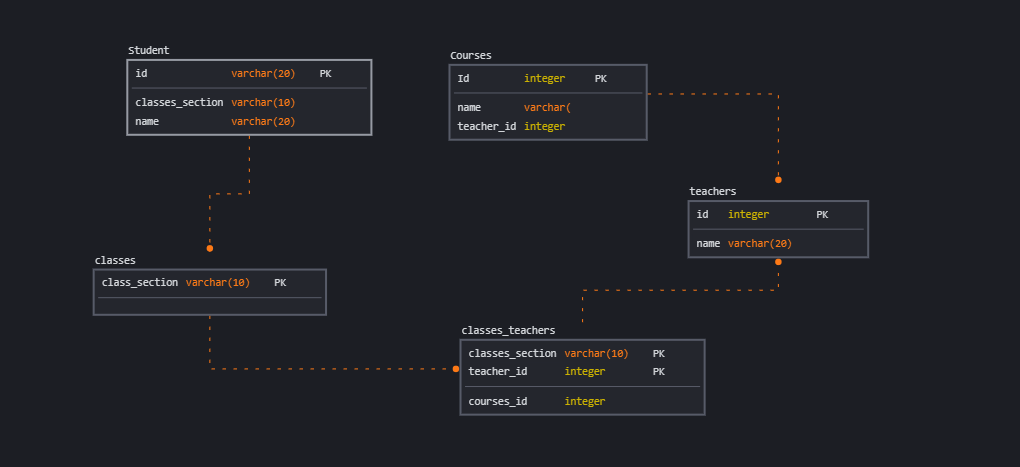 Student
id varchar(20) PK
classes_section varchar(10)
name varchar(20)
Courses
Id integer PK
name varchar(
teacher_id integer
teachers
id integer PK
name varchar(20)
classes
class_section varchar(10) PK
classes_teachers
classes_section varchar(10) PK
teacher_id integer PK
courses_id integer